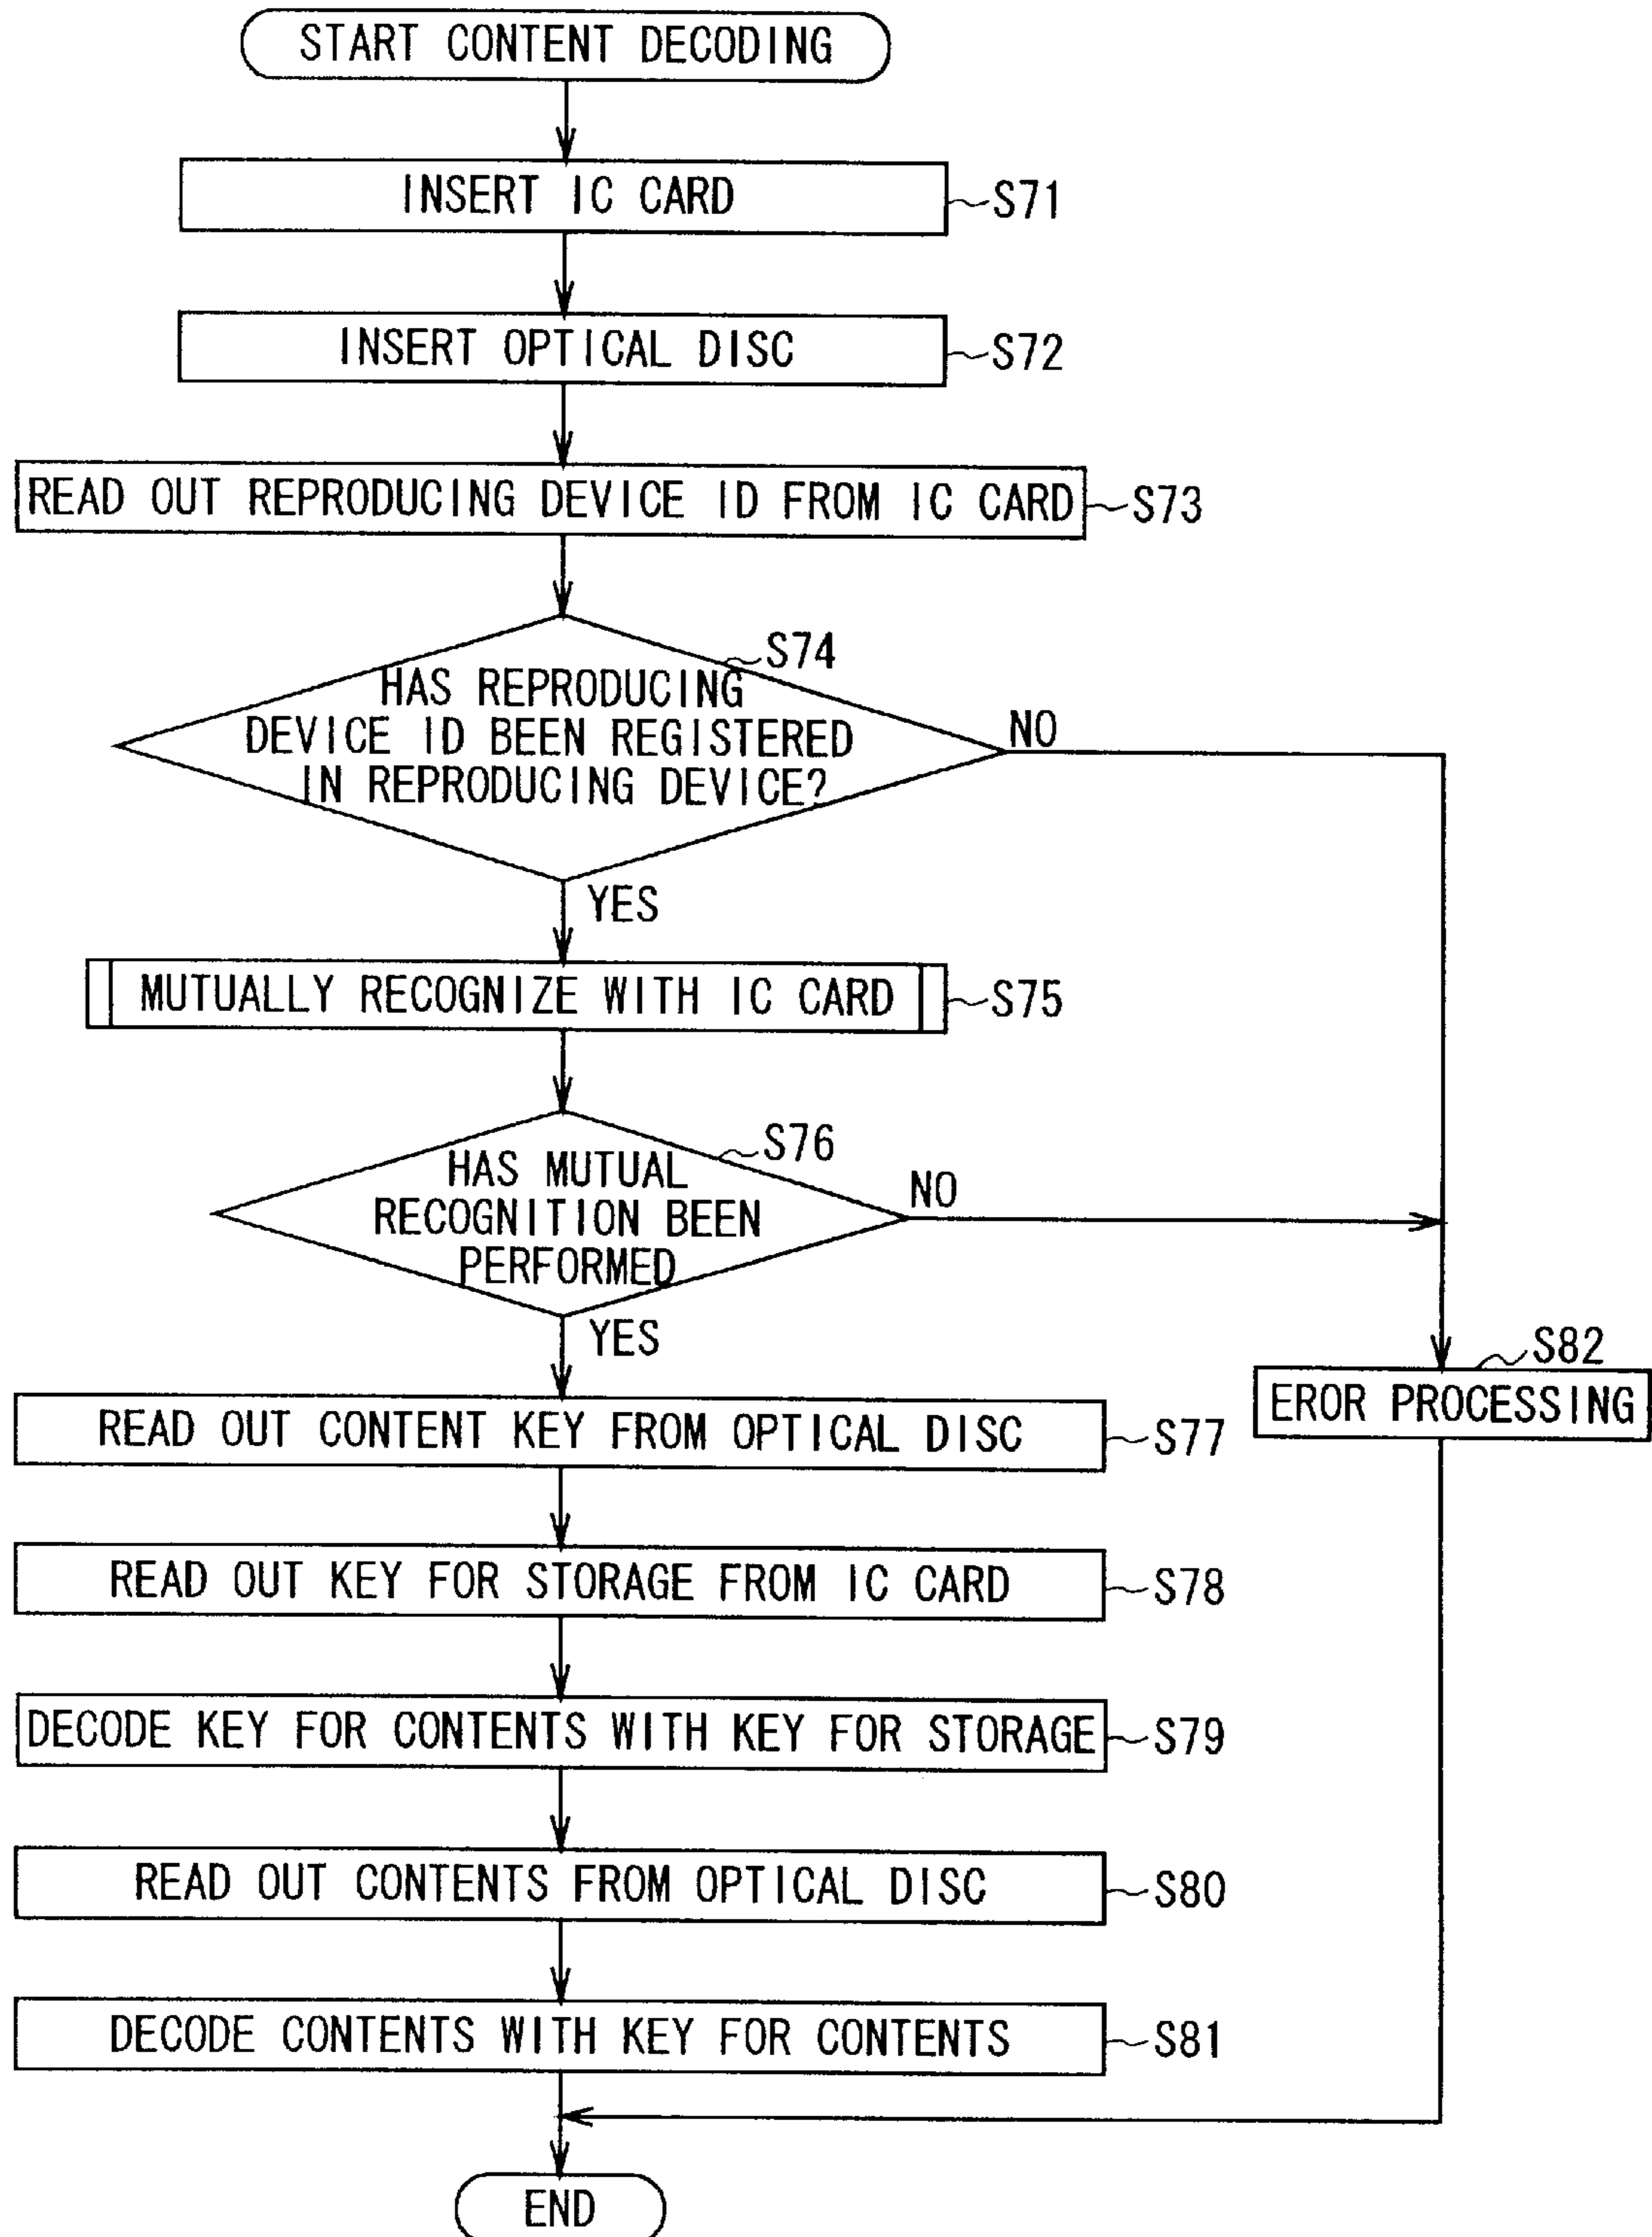 START CONTENT DECODING
INSERT IC CARD
S71
INSERT OPTICAL DISC
S72
READ OUT REPRODUCING DEVICE ID FROM IC CARD
S73
S74
HAS REPRODUCING
DEVICE ID BEEN REGISTERED
IN REPRODUCING DEVICE?
NO
YES
MUTUALLY RECOGNIZE WITH IC CARD
S75
S76
HAS MUTUAL
RECOGNITION BEEN
PERFORMED
NO
YES
S82
EROR PROCESSING
READ OUT CONTENT KEY FROM OPTICAL DISC
S77
READ OUT KEY FOR STORAGE FROM IC CARD
S78
DECODE KEY FOR CONTENTS WITH KEY FOR STORAGE
S79
READ OUT CONTENTS FROM OPTICAL DISC
S80
DECODE CONTENTS WITH KEY FOR CONTENTS
S81
END